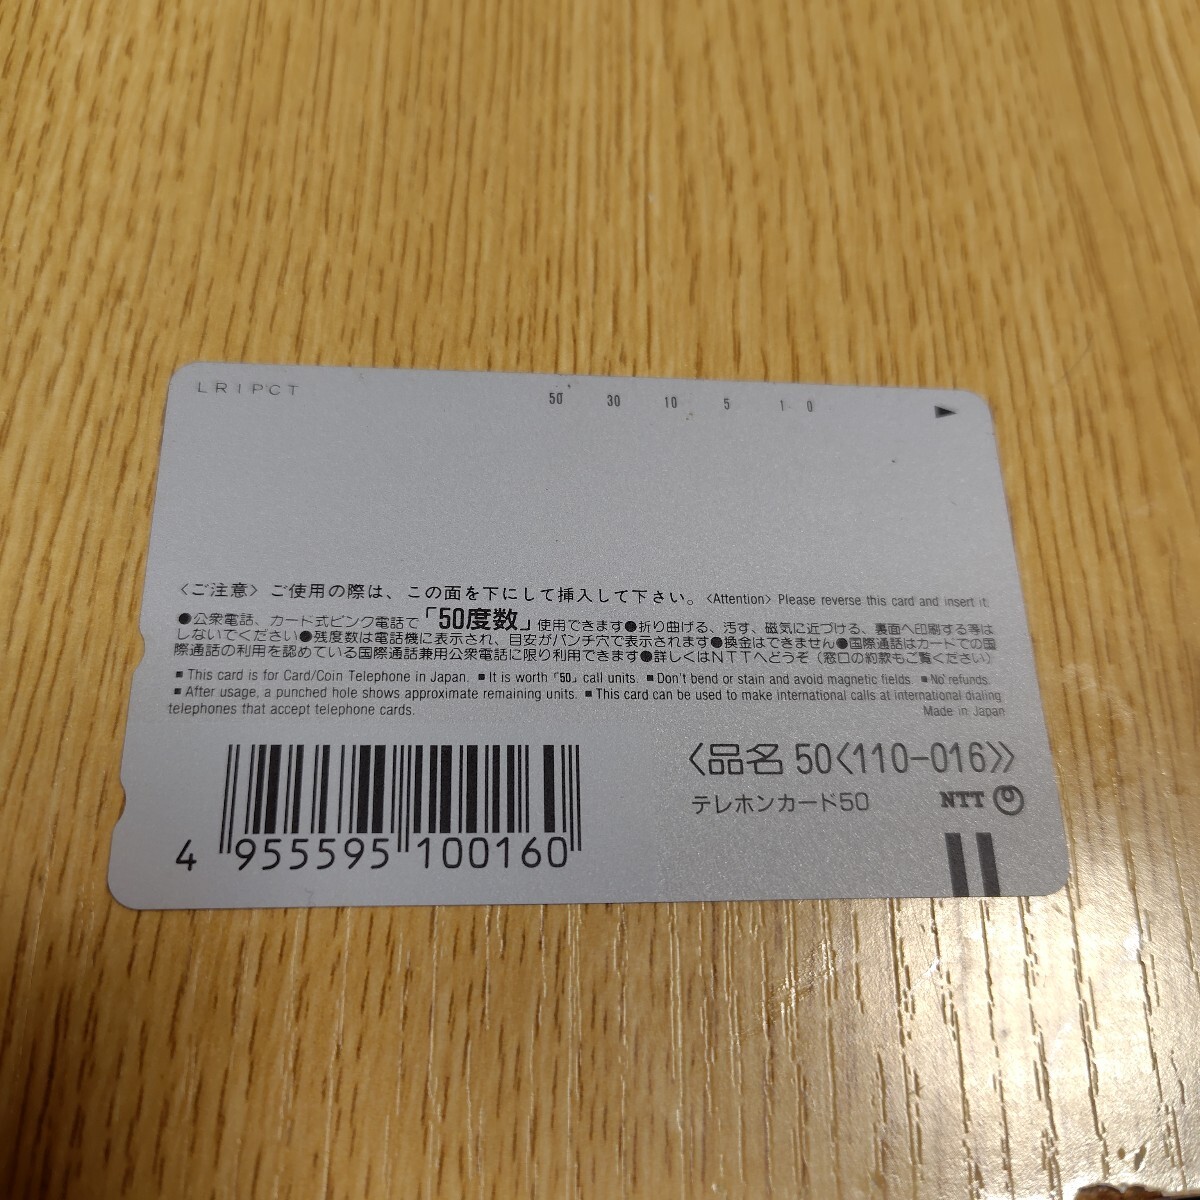 LRIPCT
50 30 10 5 1 0
〈ご注意〉ご使用の際は、この面を下にして挿入して下さい。〈Attention〉Please reverse this card and insert it.
●公衆電話、カード式ピンク電話で「50度数」使用できます●折り曲げる、汚す、磁気に近づける、裏面へ印刷する等は
しないでください●残度数は電話機に表示され、目安がパンチ穴で表示されます●換金はできません●国際通話はカードでの国
際通話の利用を認めている国際通話兼用公衆電話に限り利用できます●詳しくはNTTへどうぞ（窓口の約款もご覧ください）
■ This card is for Card/Coin Telephone in Japan. ■ It is worth「50」call units. ■ Don't bend or stain and avoid magnetic fields. ■ No refunds.
■ After usage, a punched hole shows approximate remaining units. ■ This card can be used to make international calls at international dialing
telephones that accept telephone cards. Made in Japan
〈品名 50〈110-016〉〉
テレホンカード50 NTT
4 955595 100160